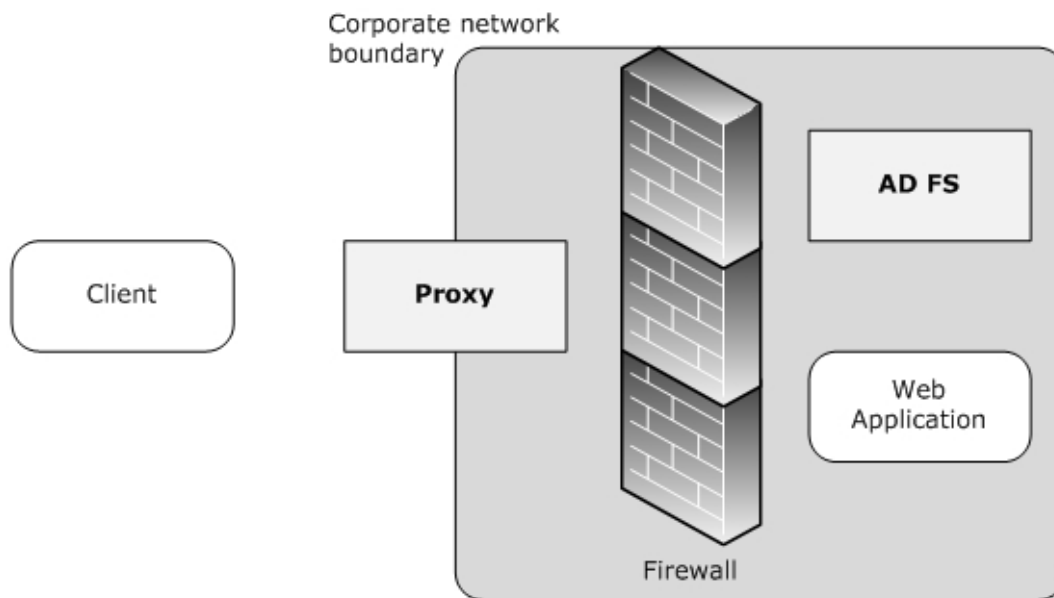 Corporate network
boundary
AD FS
Client
Proxy
Web
Application
Firewall